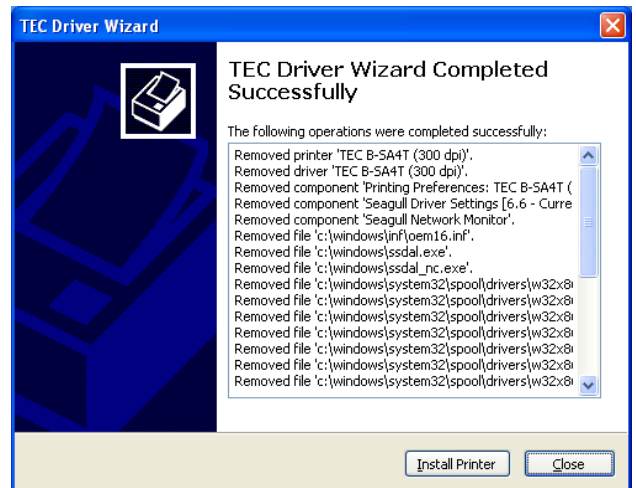 TEC Driver Wizard
TEC Driver Wizard Completed
Successfully
The following operations were completed successfully:
Removed printer 'TEC B-SA4T (300 dpi)'.
Removed driver 'TEC B-SA4T (300 dpi)'.
Removed component 'Printing Preferences: TEC B-SA4T (
Removed component 'Seagull Driver Settings [6.6 - Curre
Removed component 'Seagull Network Monitor'.
Removed file 'c:\windows\inf\oem16.inf'.
Removed file 'c:\windows\ssdal.exe'.
Removed file 'c:\windows\ssdal_nc.exe'.
Removed file 'c:\windows\system32\spool\drivers\w32x8
Removed file 'c:\windows\system32\spool\drivers\w32x8
Removed file 'c:\windows\system32\spool\drivers\w32x8
Removed file 'c:\windows\system32\spool\drivers\w32x8
Removed file 'c:\windows\system32\spool\drivers\w32x8
Removed file 'c:\windows\system32\spool\drivers\w32x8
Removed file 'c:\windows\system32\spool\drivers\w32x8
Install Printer
Close